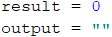 result = 0
output = ""